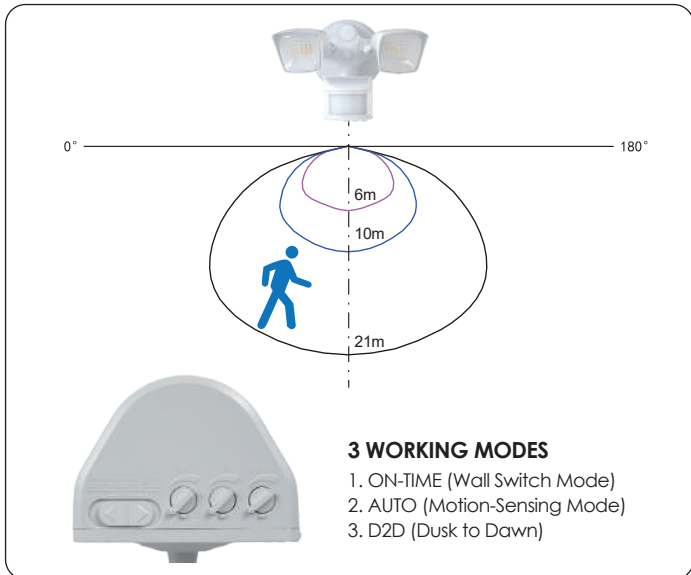 0°
180°
6m
10m
21m
3 WORKING MODES
1. ON-TIME (Wall Switch Mode)
2. AUTO (Motion-Sensing Mode)
3. D2D (Dusk to Dawn)